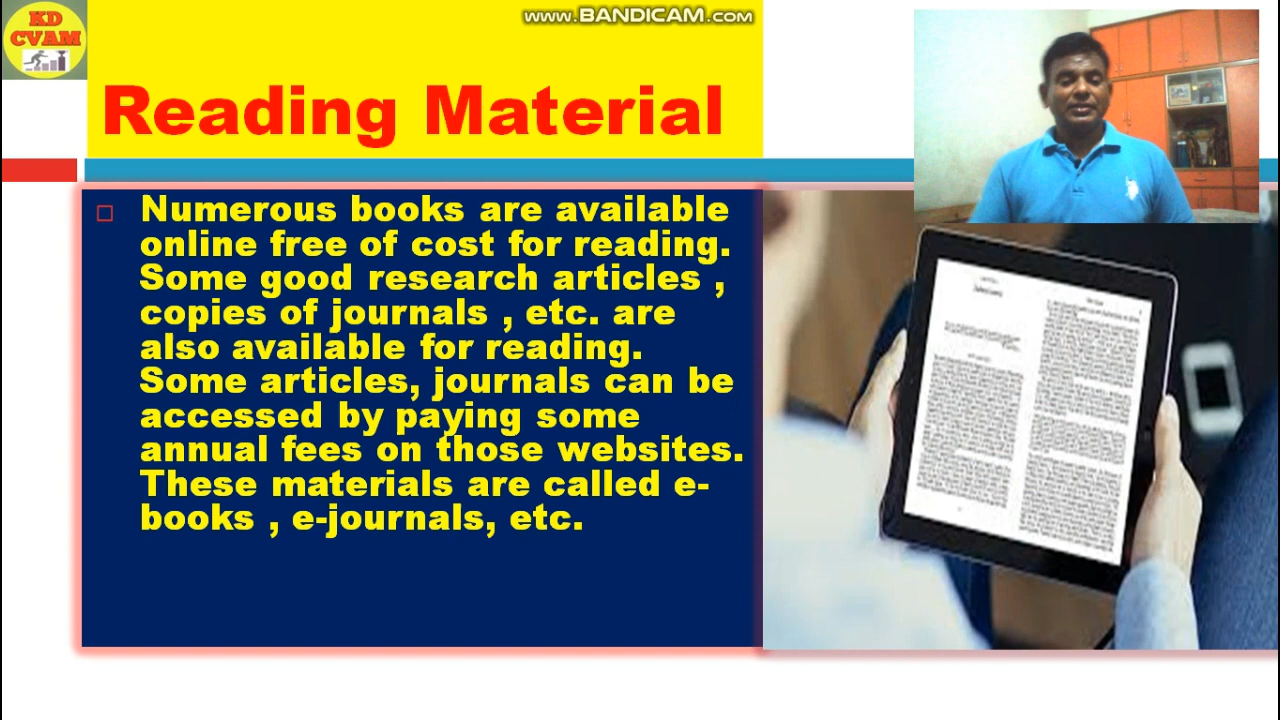 KD
CVAM
www.BANDICAM.com
Reading Material
Numerous books are available
online free of cost for reading.
Some good research articles ,
copies of journals , etc. are
also available for reading.
Some articles, journals can be
accessed by paying some
annual fees on those websites.
These materials are called e-
books , e-journals, etc.